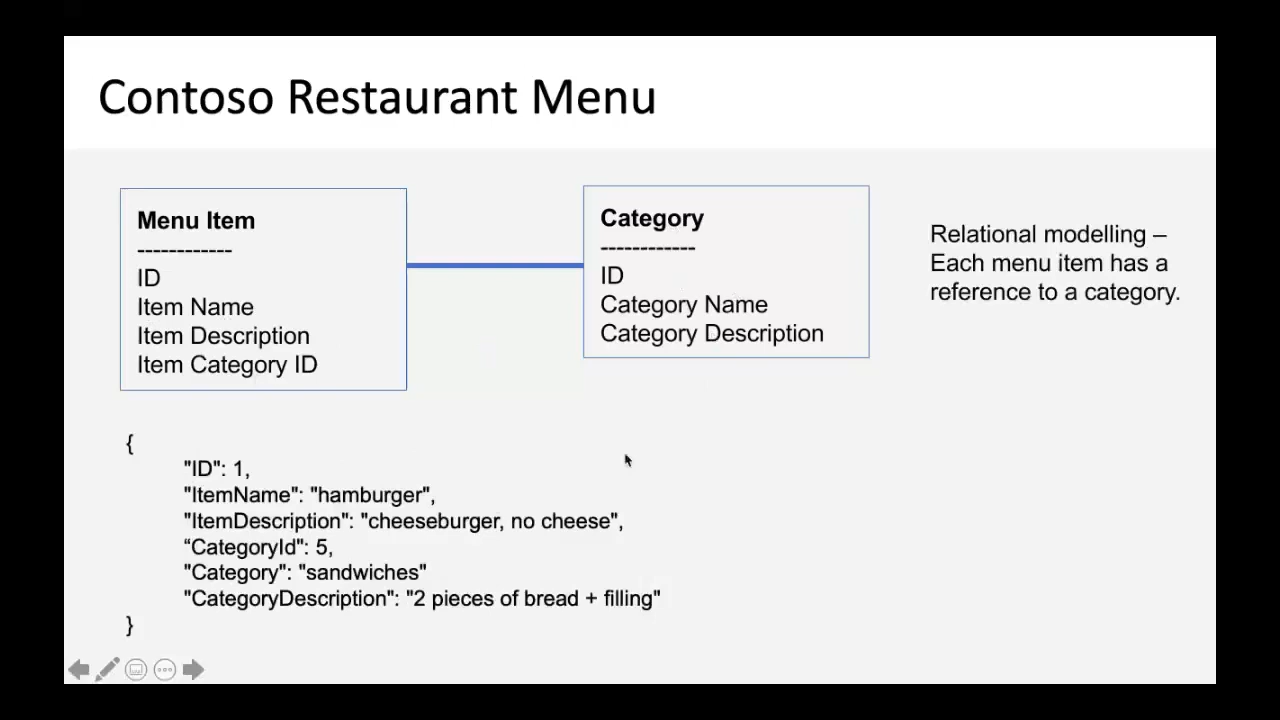 Contoso Restaurant Menu
Menu Item
------------
ID
Item Name
Item Description
Item Category ID
Category
------------
ID
Category Name
Category Description
Relational modelling –
Each menu item has a
reference to a category.
{
"ID": 1,
"ItemName": "hamburger",
"ItemDescription": "cheeseburger, no cheese",
“CategoryId": 5,
"Category": "sandwiches"
"CategoryDescription": "2 pieces of bread + filling"
}